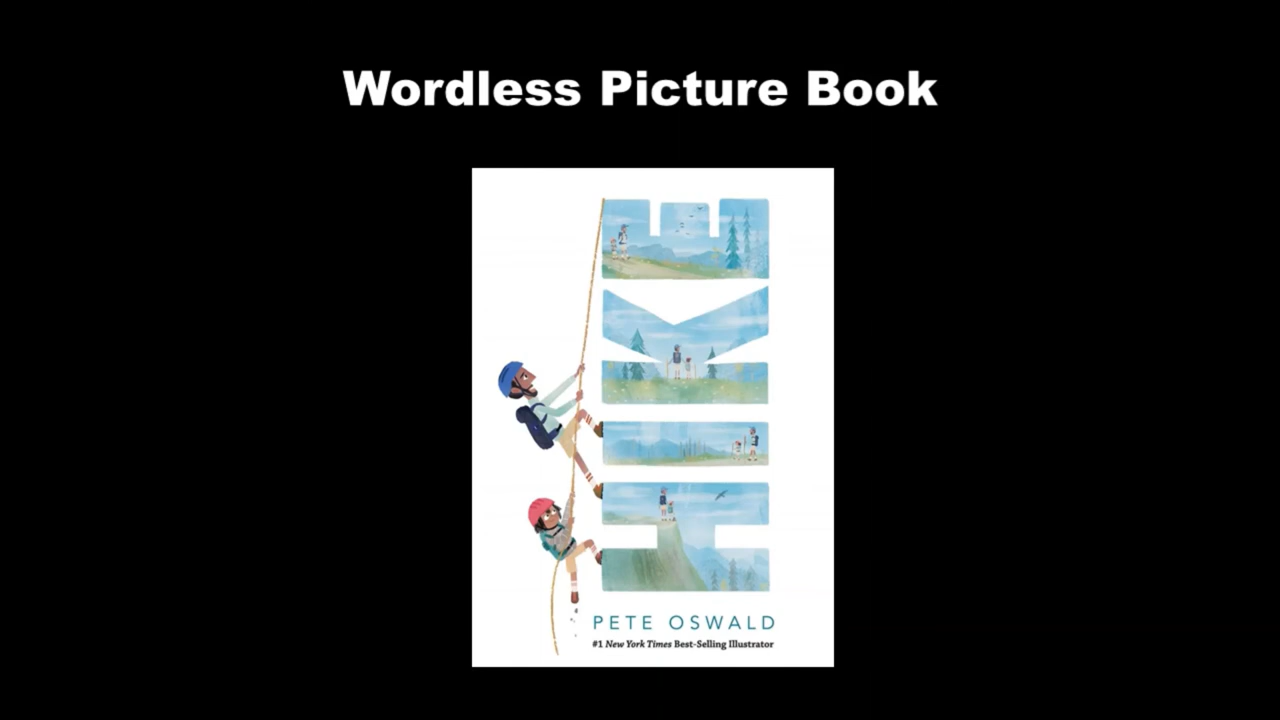 Wordless Picture Book
HIKE
PETE OSWALD
#1 New York Times Best-Selling Illustrator